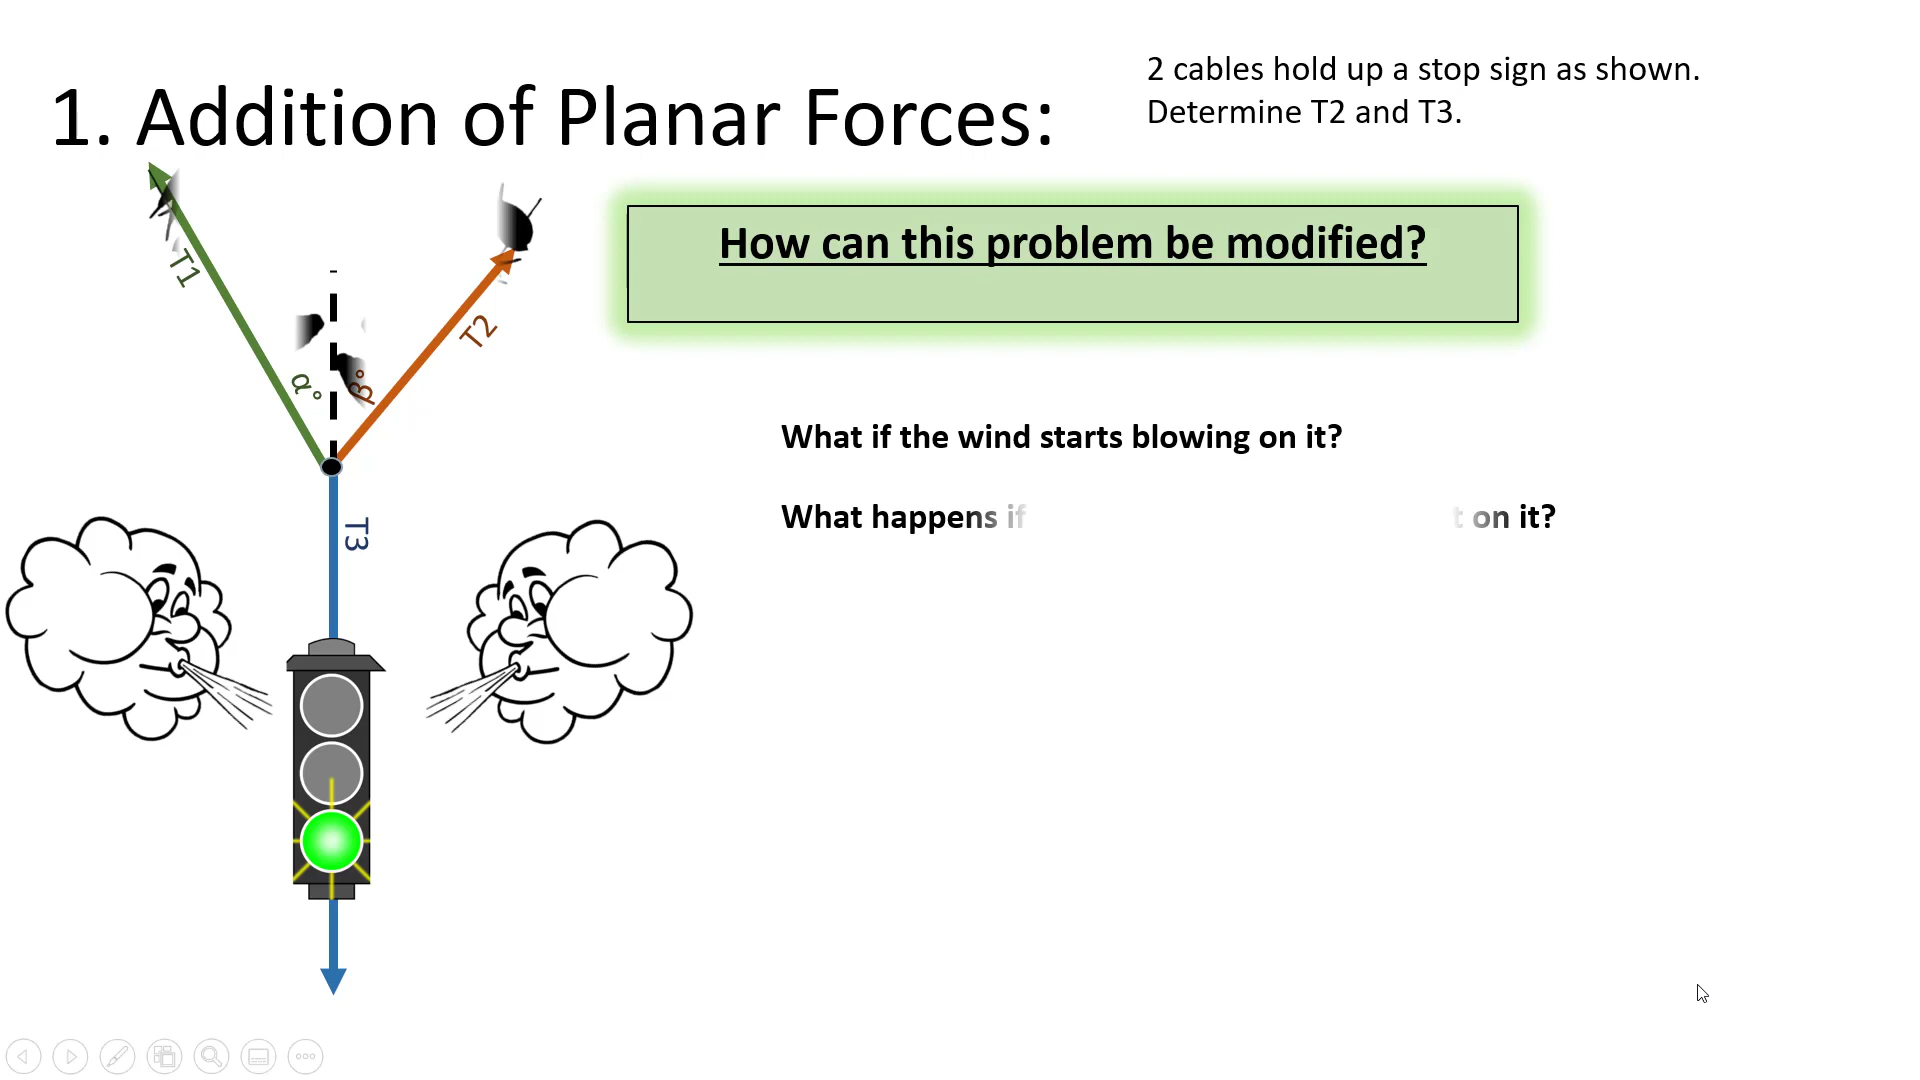 1. Addition of Planar Forces:
2 cables hold up a stop sign as shown.
Determine T2 and T3.
How can this problem be modified?
T1
T2
α°
β°
What if the wind starts blowing on it?
What happens if on it?
T3